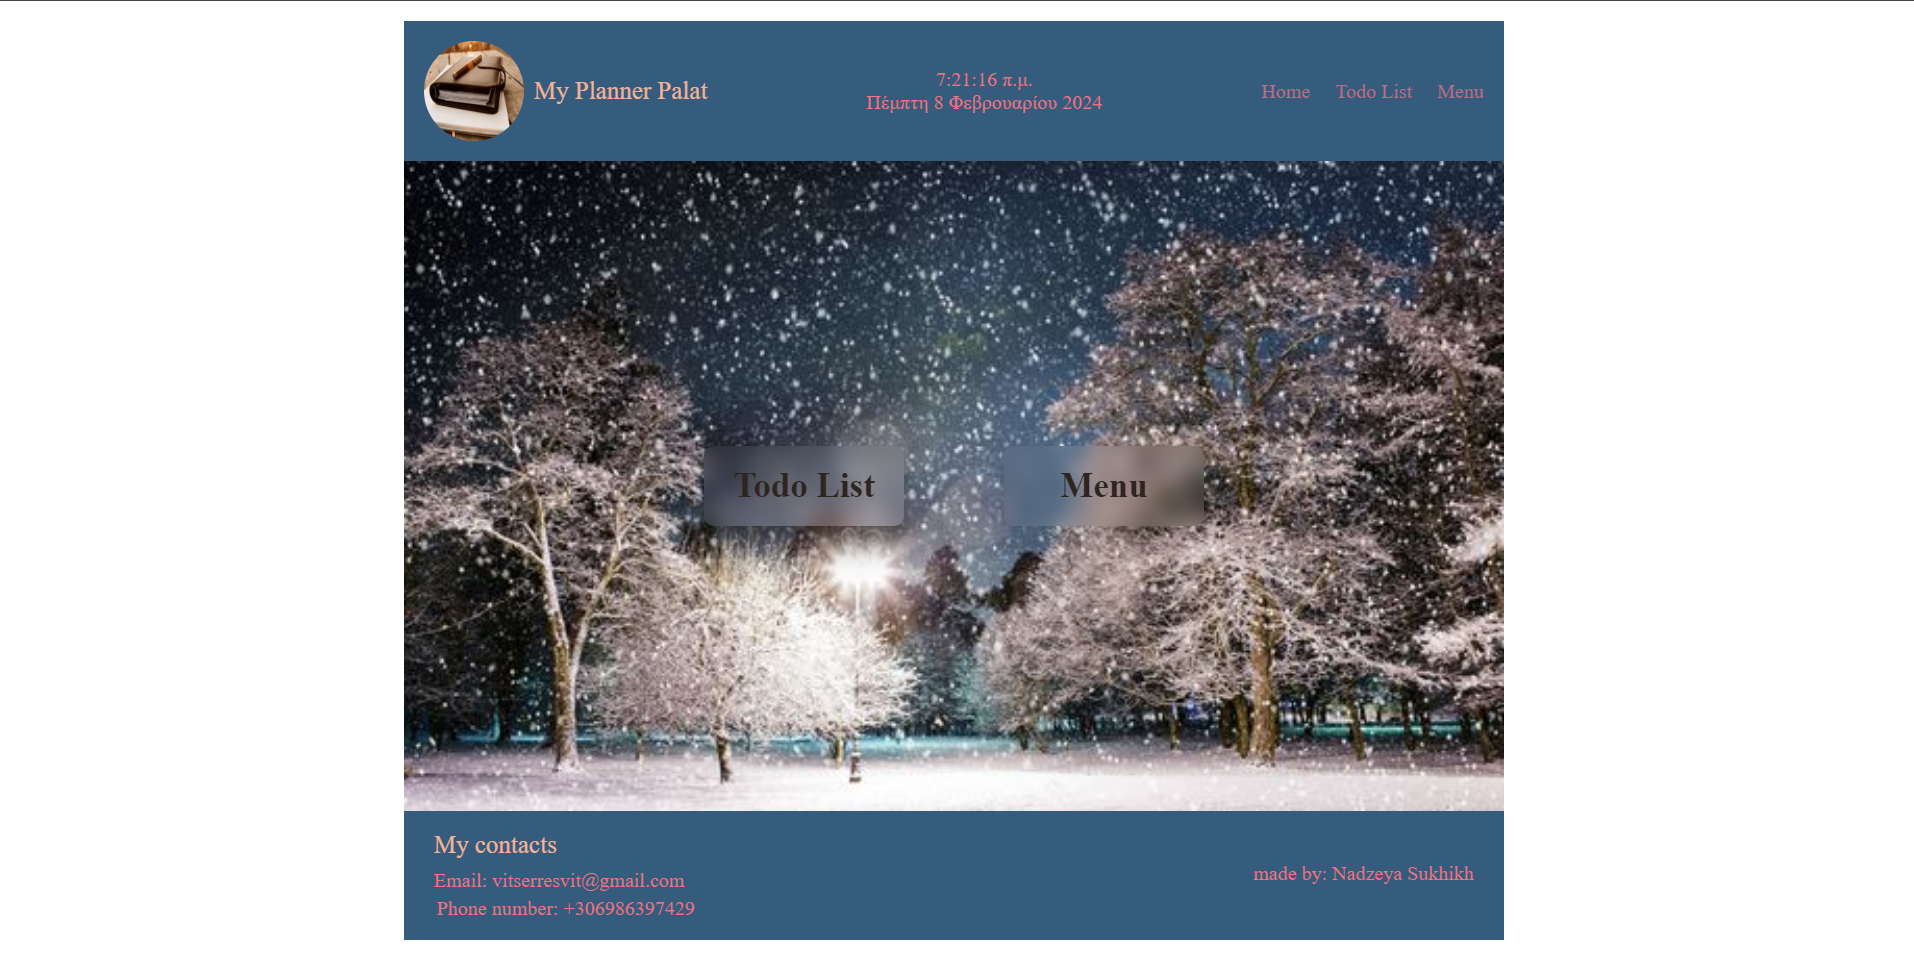 My Planner Palat
7:21:16 π.μ.
Πέμπτη 8 Φεβρουαρίου 2024
Home Todo List Menu
Todo List
Menu
My contacts
Email: vitserresvit@gmail.com
Phone number: +306986397429
made by: Nadzeya Sukhikh